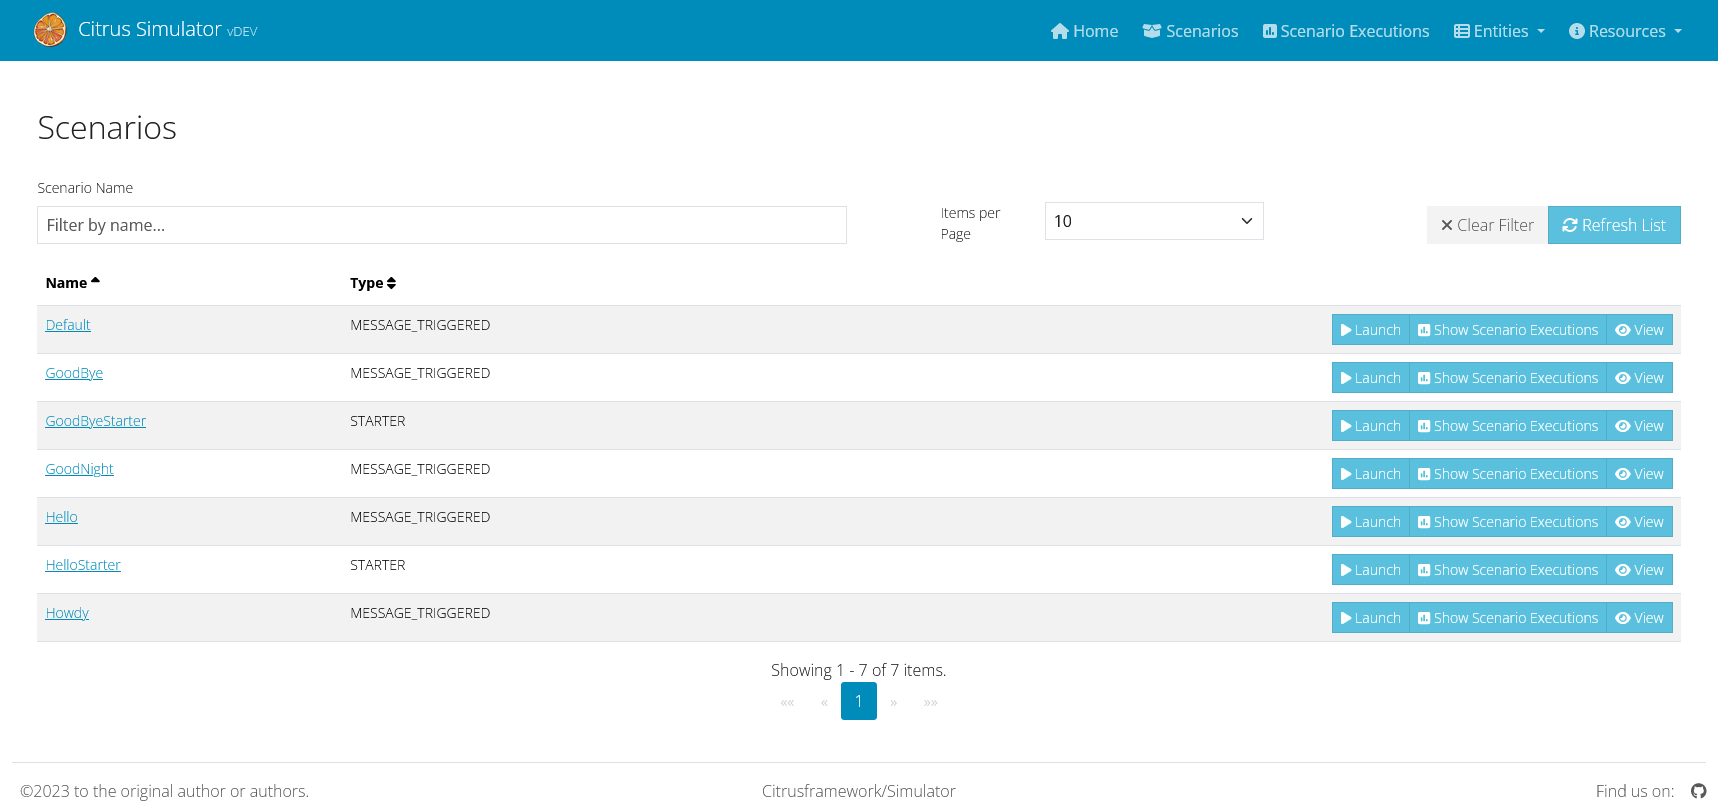 Citrus Simulator vDEV
Home Scenarios Scenario Executions Entities Resources
Scenarios
Scenario Name
Filter by name...
Items per
Page
10
Clear Filter Refresh List
Name Type
Default MESSAGE_TRIGGERED Launch Show Scenario Executions View
GoodBye MESSAGE_TRIGGERED Launch Show Scenario Executions View
GoodByeStarter STARTER Launch Show Scenario Executions View
GoodNight MESSAGE_TRIGGERED Launch Show Scenario Executions View
Hello MESSAGE_TRIGGERED Launch Show Scenario Executions View
HelloStarter STARTER Launch Show Scenario Executions View
Howdy MESSAGE_TRIGGERED Launch Show Scenario Executions View
Showing 1 - 7 of 7 items.
«« « 1 » »»
©2023 to the original author or authors. Citrusframework/Simulator Find us on: